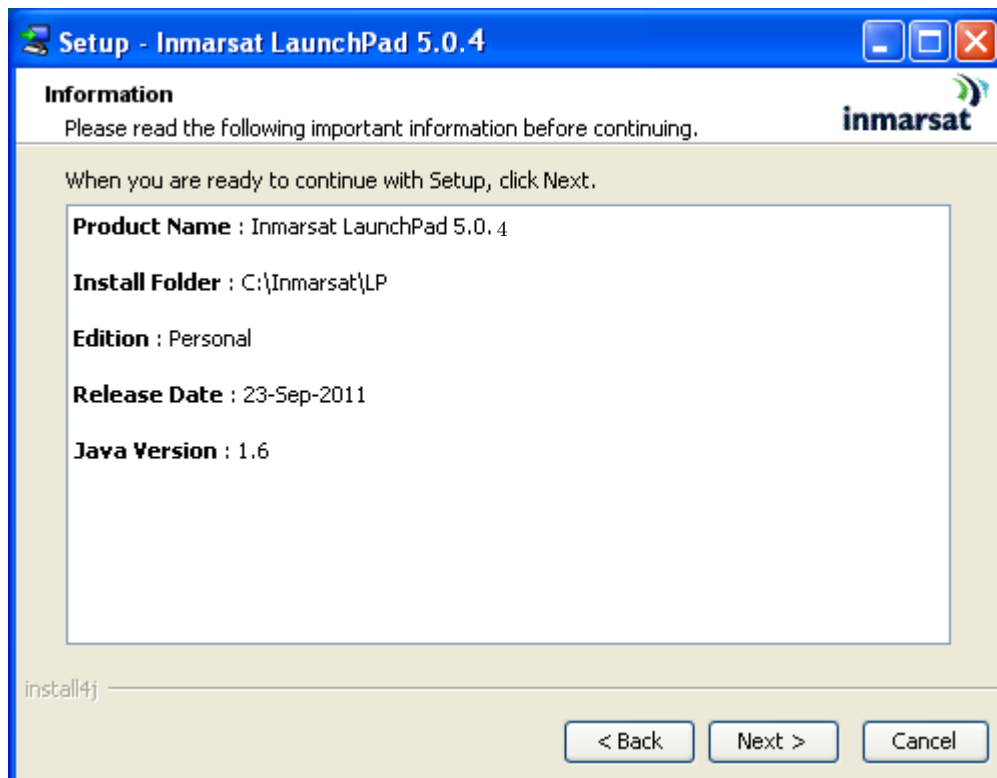 Setup - Inmarsat LaunchPad 5.0.4
Information
Please read the following important information before continuing.
inmarsat
When you are ready to continue with Setup, click Next.
Product Name : Inmarsat LaunchPad 5.0.4
Install Folder : C:\Inmarsat\LP
Edition : Personal
Release Date : 23-Sep-2011
Java Version : 1.6
install4j
< Back
Next >
Cancel